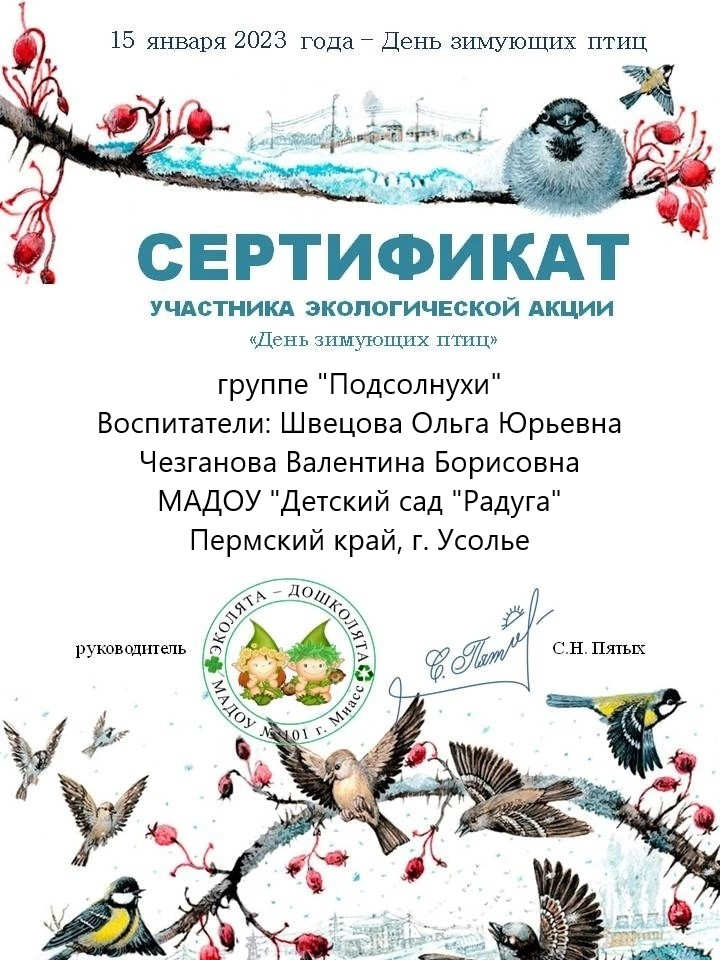 15 января 2023 года – День зимующих птиц
СЕРТИФИКАТ
УЧАСТНИКА ЭКОЛОГИЧЕСКОЙ АКЦИИ
«День зимующих птиц»
группе "Подсолнухи"
Воспитатели: Швецова Ольга Юрьевна
Чезганова Валентина Борисовна
МАДОУ "Детский сад "Радуга"
Пермский край, г. Усолье
руководитель
ЭКОЛЯТА – ДОШКОЛЯТА
МАДОУ № 101 г. Миасс
С.Н. Пятых